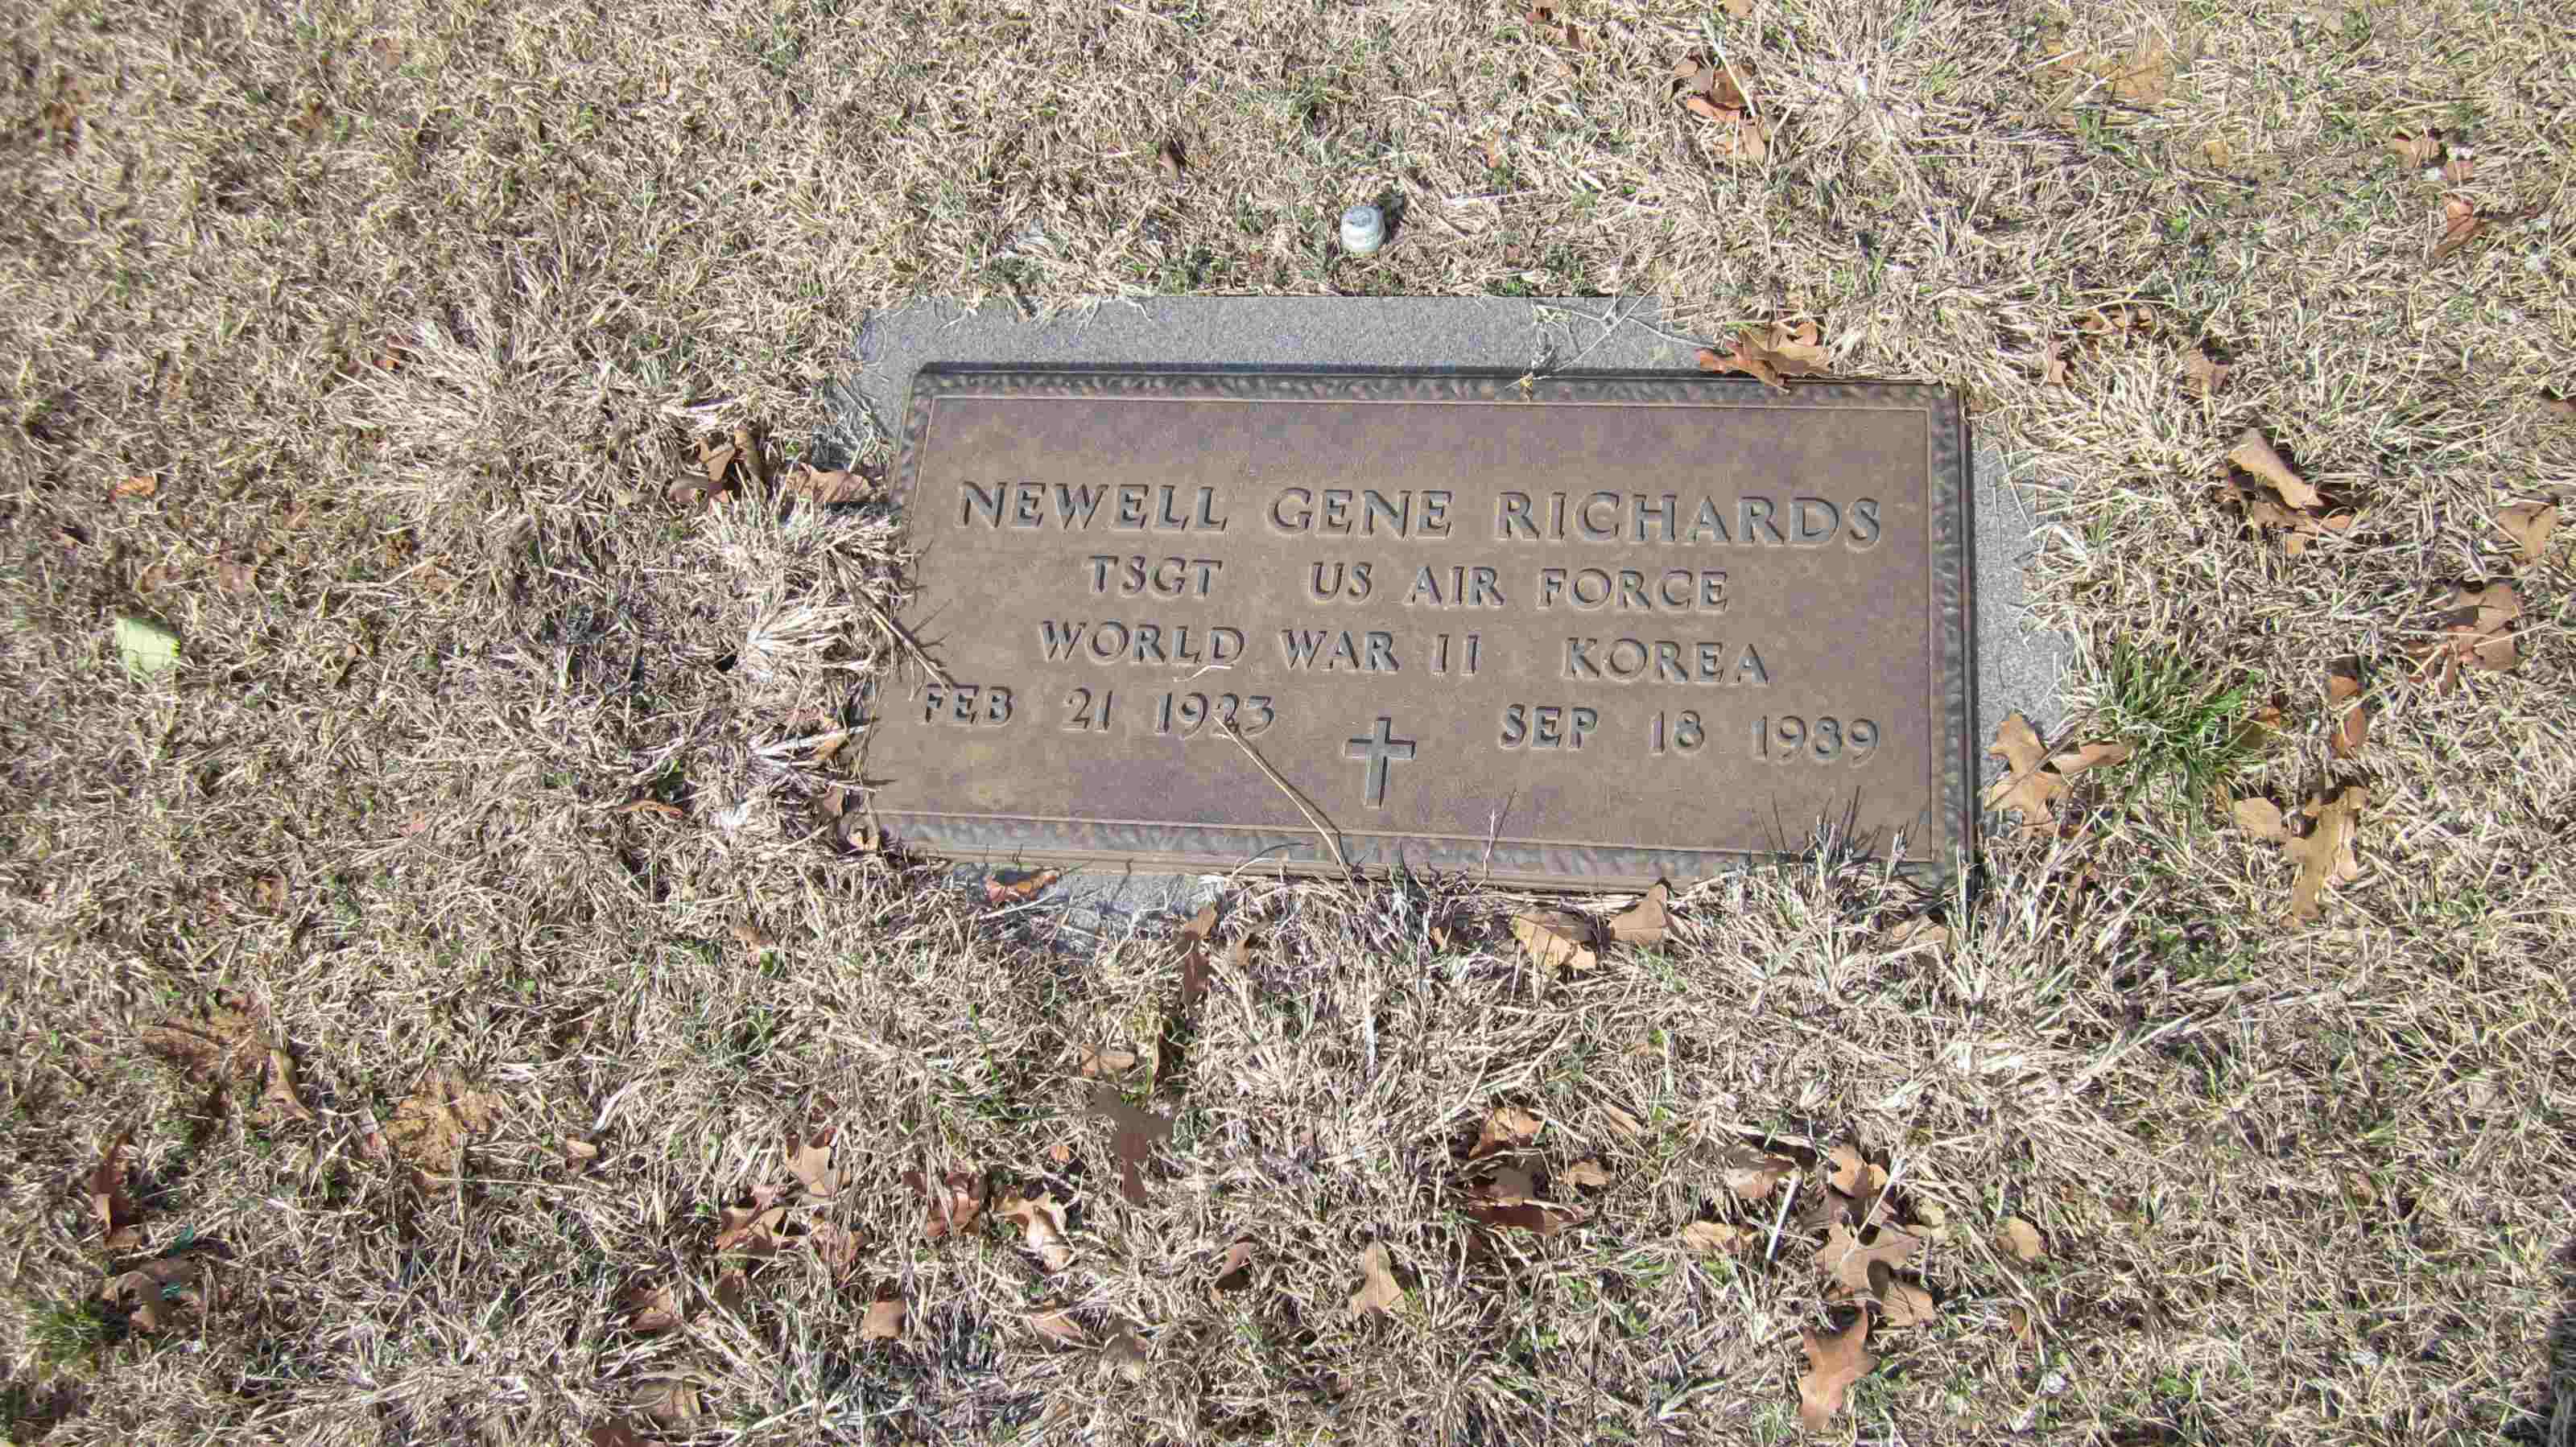 NEWELL GENE RICHARDS
TSGT US AIR FORCE
WORLD WAR II KOREA
FEB 21 1923 SEP 18 1989